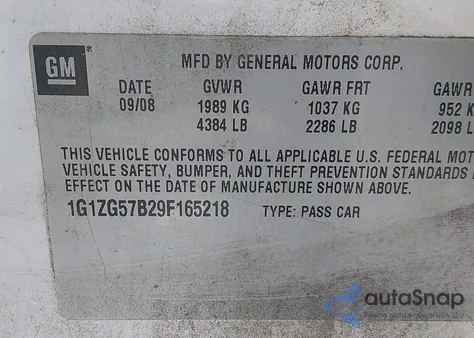 GM
MFD BY GENERAL MOTORS CORP.
DATE GVWR GAWR FRT GAWR
09/08 1989 KG 1037 KG 952 K
4384 LB 2286 LB 2098 L
THIS VEHICLE CONFORMS TO ALL APPLICABLE U.S. FEDERAL MOT
VEHICLE SAFETY, BUMPER, AND THEFT PREVENTION STANDARDS
EFFECT ON THE DATE OF MANUFACTURE SHOWN ABOVE.
1G1ZG57B29F165218 TYPE: PASS CAR
autoSnap